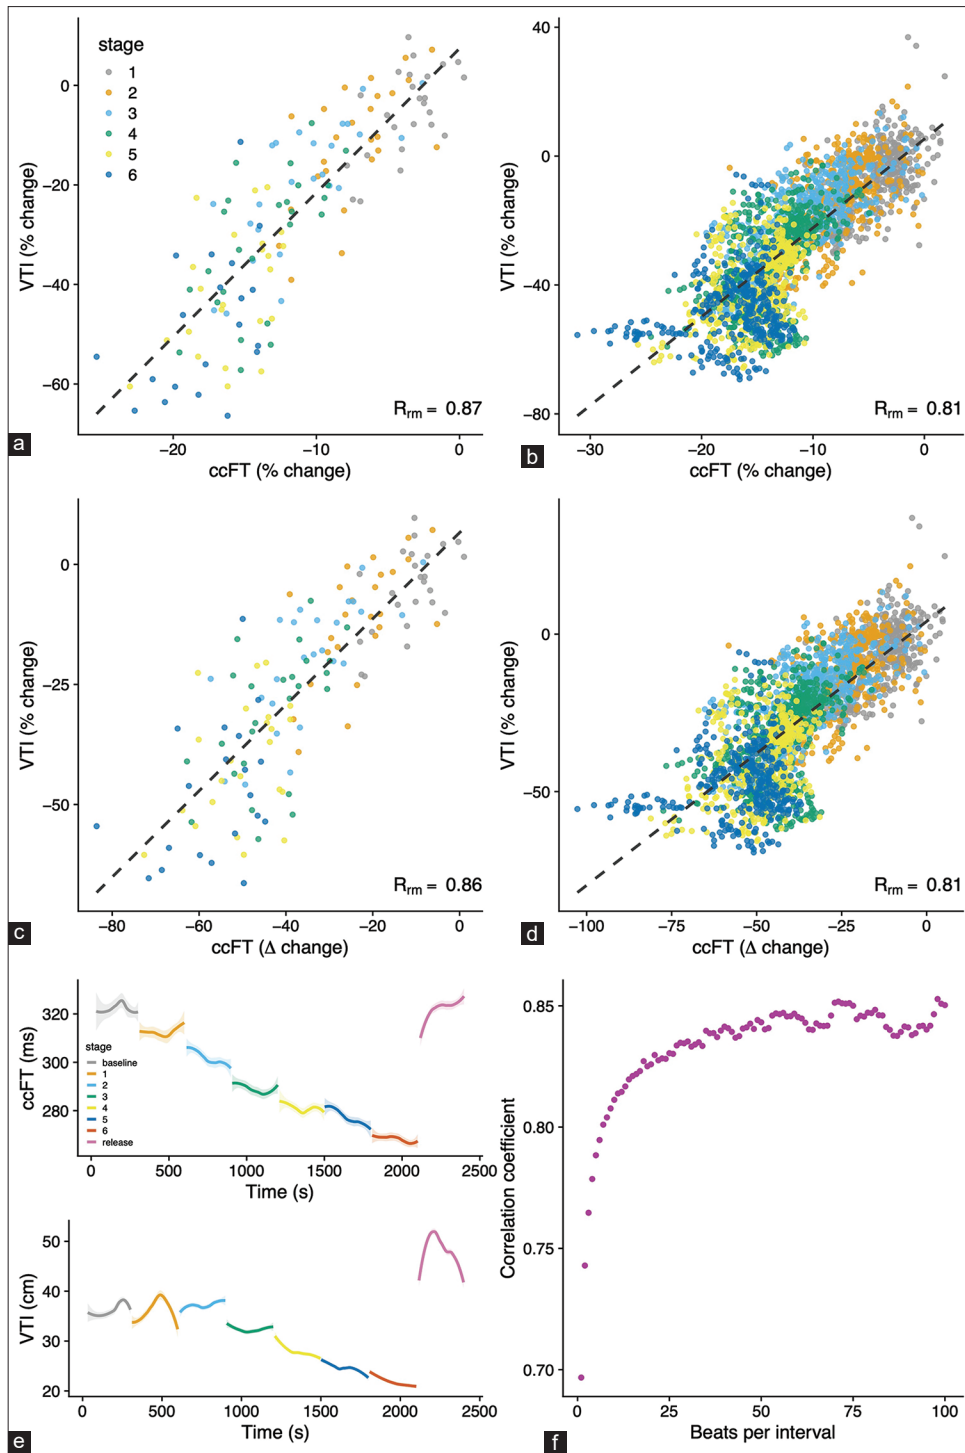 stage
1
2
3
4
5
6
0
−20
−40
−60
VTI (% change)
R_rm = 0.87
−20
−10
0
ccFT (% change)
a
40
0
−40
−80
VTI (% change)
R_rm = 0.81
−30
−20
−10
0
ccFT (% change)
b
0
−25
−50
VTI (% change)
R_rm = 0.86
−80
−60
−40
−20
0
ccFT (Δ change)
c
0
−50
VTI (% change)
R_rm = 0.81
−100
−75
−50
−25
0
ccFT (Δ change)
d
320
300
280
ccFT (ms)
stage
baseline
1
2
3
4
5
6
release
0
500
1000
1500
2000
2500
Time (s)
50
40
30
20
VTI (cm)
0
500
1000
1500
2000
2500
Time (s)
e
0.85
0.80
0.75
0.70
Correlation coefficient
0
25
50
75
100
Beats per interval
f